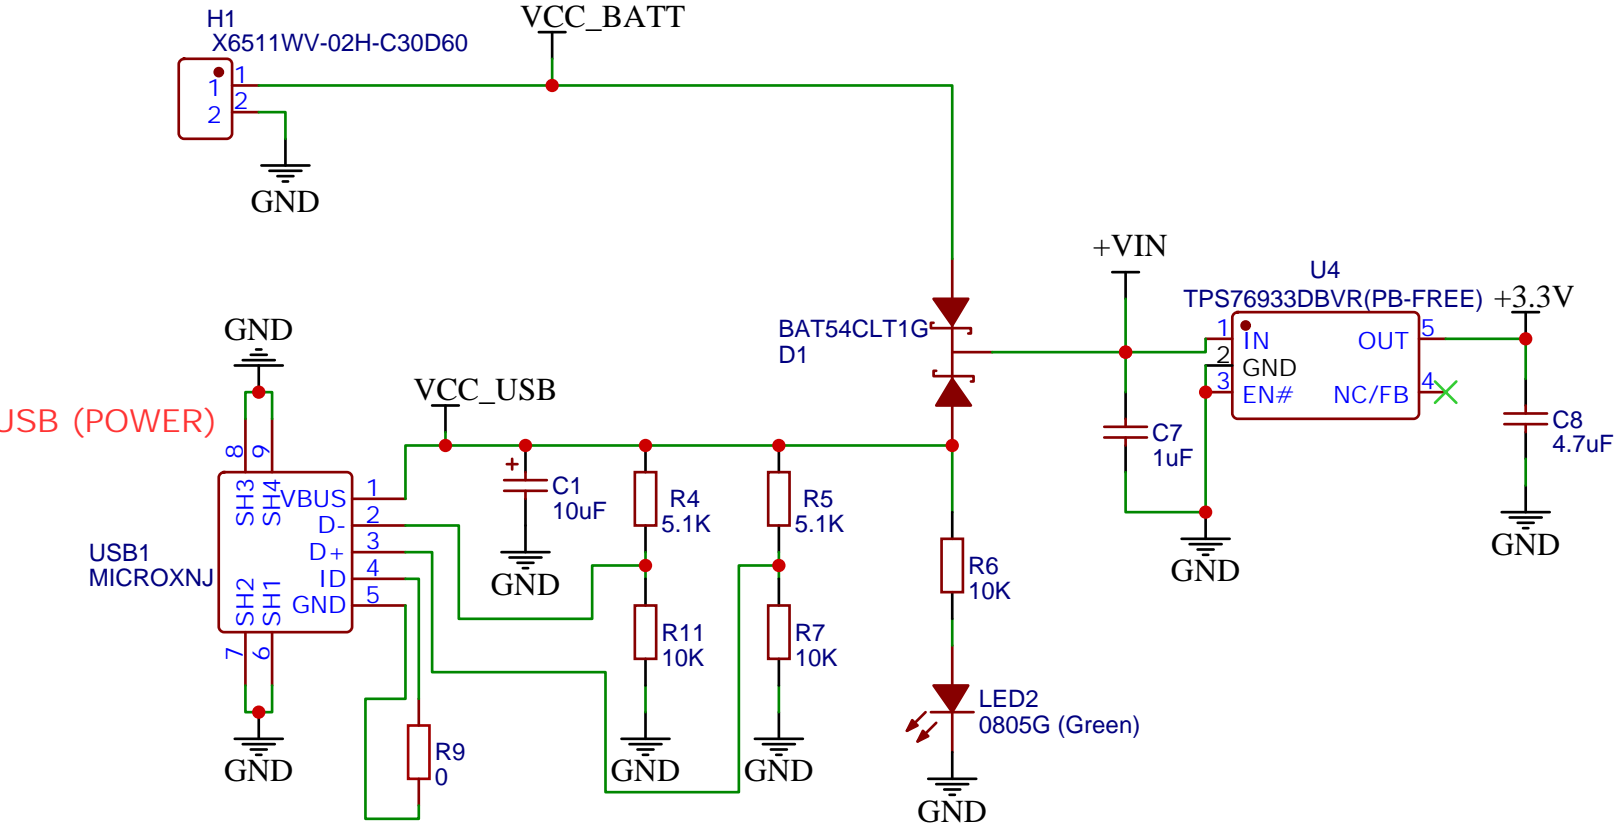 H1
X6511WV-02H-C30D60
VCC_BATT
1
1
2
2
GND
+VIN
U4
TPS76933DBVR(PB-FREE)
+3.3V
BAT54CLT1G
D1
1
IN
OUT
5
2
GND
3
EN#
NC/FB
4
C7
1uF
C8
4.7uF
GND
GND
GND
USB (POWER)
VCC_USB
8
9
SH3
SH4
VBUS
1
D-
2
D+
3
ID
4
GND
5
USB1
MICROXNJ
SH2
SH1
7
6
GND
+
C1
10uF
GND
R4
5.1K
R5
5.1K
R11
10K
R7
10K
GND
GND
R9
0
R6
10K
LED2
0805G (Green)
GND